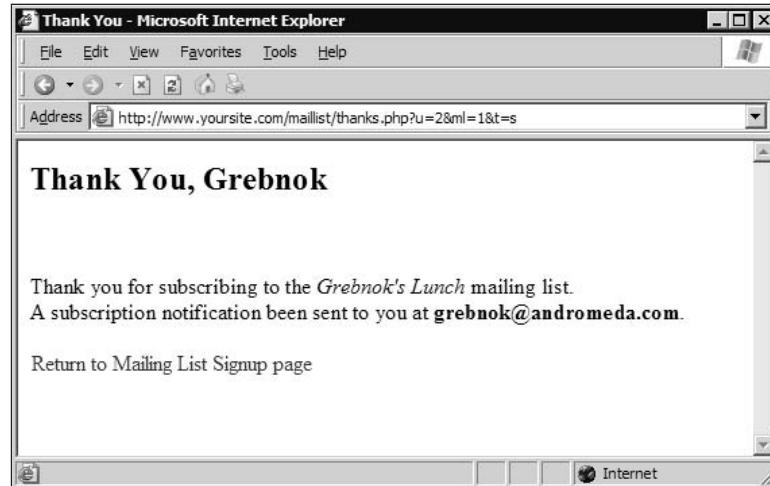 Thank You - Microsoft Internet Explorer
File Edit View Favorites Tools Help
Address http://www.yoursite.com/maillist/thanks.php?u=2&ml=1&t=s
Thank You, Grebnok
Thank you for subscribing to the Grebnok's Lunch mailing list.
A subscription notification been sent to you at grebnok@andromeda.com.
Return to Mailing List Signup page
Internet